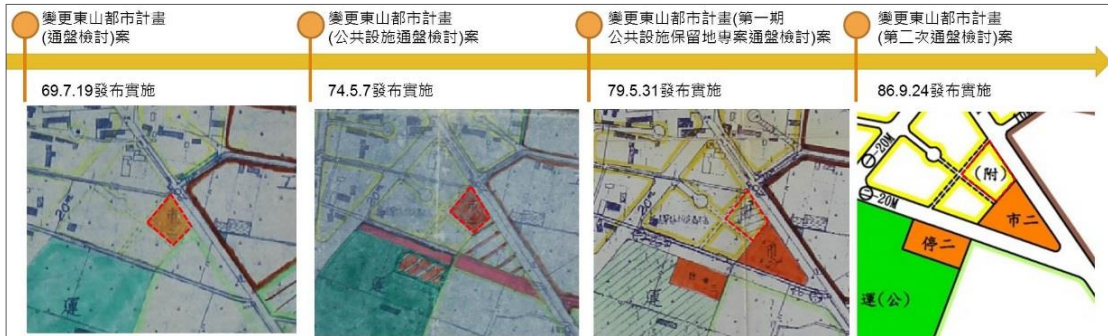 變更東山都市計畫
(通盤檢討)案
69.7.19發布實施
變更東山都市計畫
(公共設施通盤檢討)案
74.5.7發布實施
變更東山都市計畫(第一期
公共設施保留地專案通盤檢討)案
79.5.31發布實施
變更東山都市計畫
(第二次通盤檢討)案
86.9.24發布實施
20M
運
運
運
一-20M
一-20M
(附)
市二
停二
運(公)